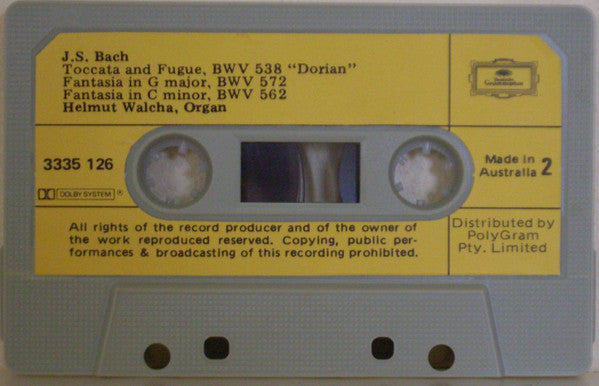 J.S. Bach
Toccata and Fugue, BWV 538 “Dorian”
Fantasia in G major, BWV 572
Fantasia in C minor, BWV 562
Helmut Walcha, Organ
Deutsche
Grammophon
3335 126
DOLBY SYSTEM ®
Made in
Australia 2
All rights of the record producer and of the owner of
the work reproduced reserved. Copying, public per-
formances & broadcasting of this recording prohibited.
Distributed by
PolyGram
Pty. Limited